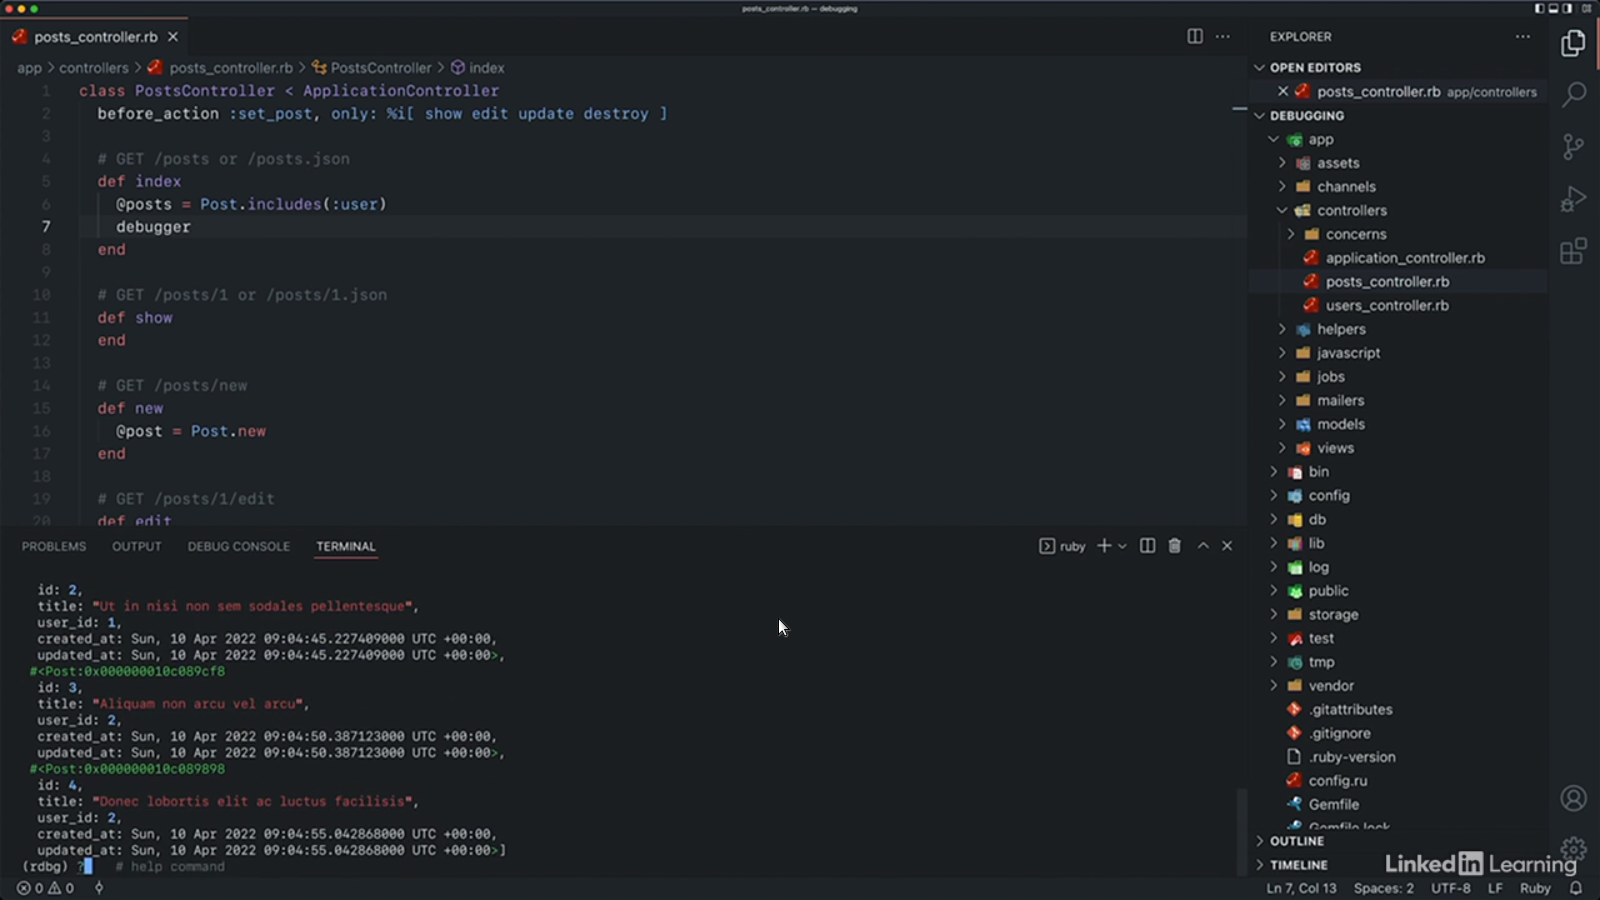 posts_controller.rb — debugging
posts_controller.rb
EXPLORER
app > controllers > posts_controller.rb > PostsController > index
OPEN EDITORS
posts_controller.rb app/controllers
DEBUGGING
1 class PostsController < ApplicationController
2 before_action :set_post, only: %i[ show edit update destroy ]
3
4 # GET /posts or /posts.json
5 def index
6 @posts = Post.includes(:user)
7 debugger
8 end
9
10 # GET /posts/1 or /posts/1.json
11 def show
12 end
13
14 # GET /posts/new
15 def new
16 @post = Post.new
17 end
18
19 # GET /posts/1/edit
20 def edit
app
assets
channels
controllers
concerns
application_controller.rb
posts_controller.rb
users_controller.rb
helpers
javascript
jobs
mailers
models
views
bin
config
db
lib
log
public
storage
test
tmp
vendor
.gitattributes
.gitignore
.ruby-version
config.ru
Gemfile
Gemfile.lock
OUTLINE
TIMELINE
PROBLEMS OUTPUT DEBUG CONSOLE TERMINAL
ruby
id: 2,
title: "Ut in nisi non sem sodales pellentesque",
user_id: 1,
created_at: Sun, 10 Apr 2022 09:04:45.227409000 UTC +00:00,
updated_at: Sun, 10 Apr 2022 09:04:45.227409000 UTC +00:00>,
#<Post:0x000000010c089cf8
id: 3,
title: "Aliquam non arcu vel arcu",
user_id: 2,
created_at: Sun, 10 Apr 2022 09:04:50.387123000 UTC +00:00,
updated_at: Sun, 10 Apr 2022 09:04:50.387123000 UTC +00:00>,
#<Post:0x000000010c089898
id: 4,
title: "Donec lobortis elit ac luctus facilisis",
user_id: 2,
created_at: Sun, 10 Apr 2022 09:04:55.042868000 UTC +00:00,
updated_at: Sun, 10 Apr 2022 09:04:55.042868000 UTC +00:00>]
(rdbg) ? # help command
LinkedIn Learning
0 0
Ln 7, Col 13 Spaces: 2 UTF-8 LF Ruby